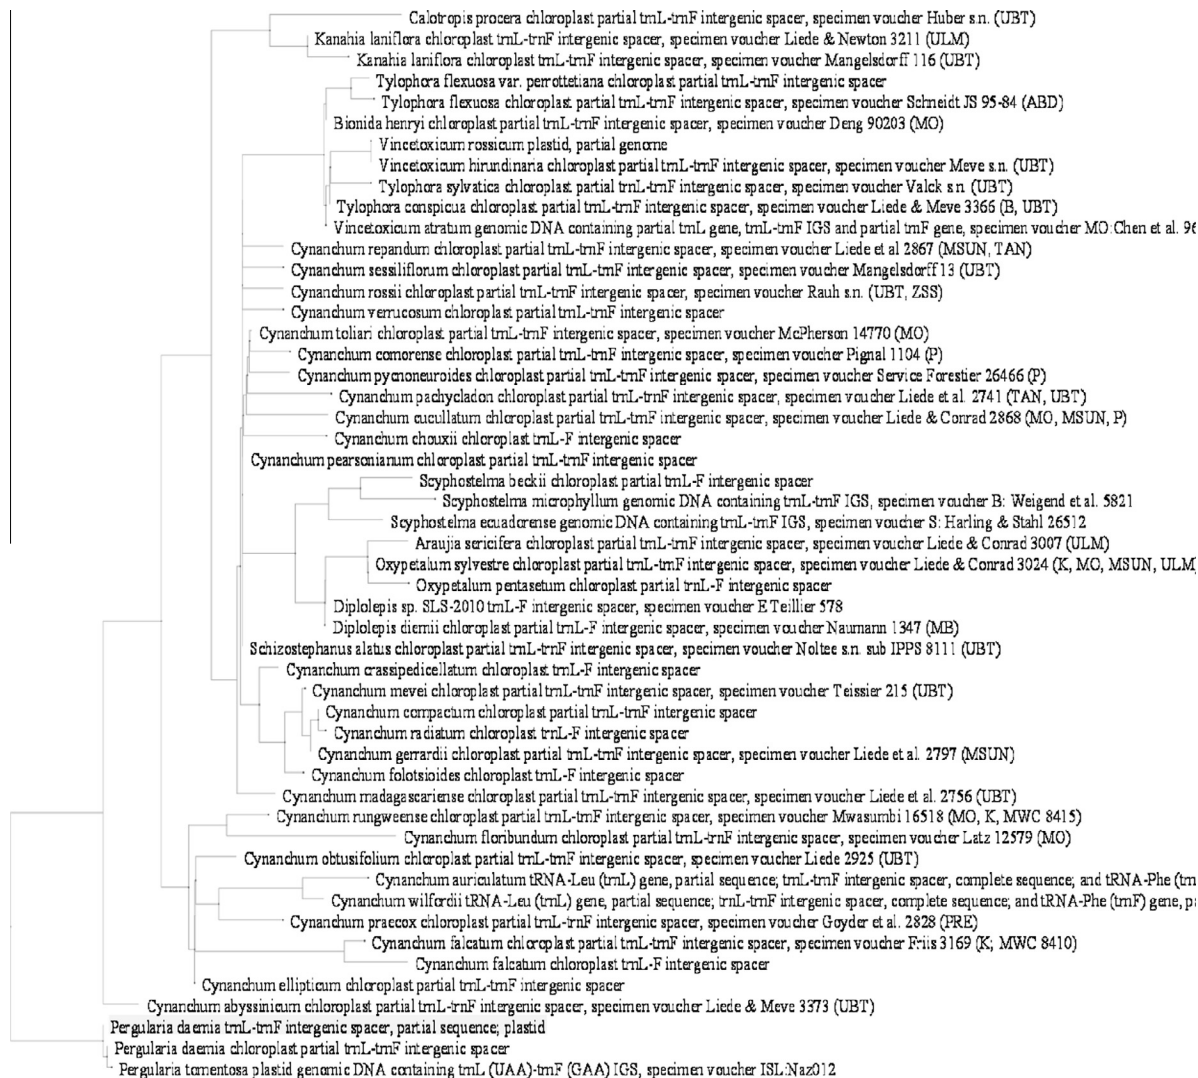 Calotropis procera chloroplast partial trnL-trnF intergenic spacer, specimen voucher Huber s.n. (UBT)
Kanahia laniflora chloroplast trnL-trnF intergenic spacer, specimen voucher Liede & Newton 3211 (ULM)
Kanahia laniflora chloroplast trnL-trnF intergenic spacer, specimen voucher Mangelsdorff 116 (UBT)
Tylophora flexuosa var. perrottetiana chloroplast partial trnL-trnF intergenic spacer
Tylophora flexuosa chloroplast partial trnL-trnF intergenic spacer, specimen voucher Schneidt JS 95-84 (ABD)
Bionida henryi chloroplast partial trnL-trnF intergenic spacer, specimen voucher Deng 90203 (MO)
Vincetoxicum rossicum plastid, partial genome
Vincetoxicum hirundinaria chloroplast partial trnL-trnF intergenic spacer, specimen voucher Meve s.n. (UBT)
Tylophora sylvatica chloroplast partial trnL-trnF intergenic spacer, specimen voucher Valck s.n (UBT)
Tylophora conspicua chloroplast partial trnL-trnF intergenic spacer, specimen voucher Liede & Meve 3366 (B, UBT)
Vincetoxicum atratum genomic DNA containing partial trnL gene, trnL-trnF IGS and partial trnF gene, specimen voucher MO:Chen et al. 96
Cynanchum repandum chloroplast partial trnL-trnF intergenic spacer, specimen voucher Liede et al 2867 (MSUN, TAN)
Cynanchum sessiliflorum chloroplast partial trnL-trnF intergenic spacer, specimen voucher Mangelsdorff 13 (UBT)
Cynanchum rossii chloroplast partial trnL-trnF intergenic spacer, specimen voucher Rauh s.n. (UBT, ZSS)
Cynanchum verrucosum chloroplast partial trnL-trnF intergenic spacer
Cynanchum toliari chloroplast partial trnL-trnF intergenic spacer, specimen voucher McPherson 14770 (MO)
Cynanchum comorense chloroplast partial trnL-trnF intergenic spacer, specimen voucher Pignal 1104 (P)
Cynanchum pycnoneuroides chloroplast partial trnL-trnF intergenic spacer, specimen voucher Service Forestier 26466 (P)
Cynanchum pachycladon chloroplast partial trnL-trnF intergenic spacer, specimen voucher Liede et al. 2741 (TAN, UBT)
Cynanchum cucullatum chloroplast partial trnL-trnF intergenic spacer, specimen voucher Liede & Conrad 2868 (MO, MSUN, P)
Cynanchum chouxii chloroplast trnL-F intergenic spacer
Cynanchum pearsonianum chloroplast partial trnL-trnF intergenic spacer
Scyphostelma beckii chloroplast partial trnL-F intergenic spacer
Scyphostelma microphyllum genomic DNA containing trnL-trnF IGS, specimen voucher B: Weigend et al. 5821
Scyphostelma ecuadorense genomic DNA containing trnL-trnF IGS, specimen voucher S: Harling & Stahl 26512
Araujia sericifera chloroplast partial trnL-trnF intergenic spacer, specimen voucher Liede & Conrad 3007 (ULM)
Oxypetalum sylvestre chloroplast partial trnL-trnF intergenic spacer, specimen voucher Liede & Conrad 3024 (K, MO, MSUN, ULM)
Oxypetalum pentasetum chloroplast partial trnL-F intergenic spacer
Diplolepis sp. SLS-2010 trnL-F intergenic spacer, specimen voucher E Teillier 578
Diplolepis diemii chloroplast partial trnL-F intergenic spacer, specimen voucher Naumann 1347 (MB)
Schizostephanus alatus chloroplast partial trnL-trnF intergenic spacer, specimen voucher Noltee s.n. sub IPPS 8111 (UBT)
Cynanchum crassipedicellatum chloroplast trnL-F intergenic spacer
Cynanchum mevei chloroplast partial trnL-trnF intergenic spacer, specimen voucher Teissier 215 (UBT)
Cynanchum compactum chloroplast partial trnL-trnF intergenic spacer
Cynanchum radiatum chloroplast trnL-F intergenic spacer
Cynanchum gerrardii chloroplast partial trnL-trnF intergenic spacer, specimen voucher Liede et al. 2797 (MSUN)
Cynanchum folotsioides chloroplast trnL-F intergenic spacer
Cynanchum madagascariense chloroplast partial trnL-trnF intergenic spacer, specimen voucher Liede et al. 2756 (UBT)
Cynanchum rungweense chloroplast partial trnL-trnF intergenic spacer, specimen voucher Mwasumbi 16518 (MO, K, MWC 8415)
Cynanchum floribundum chloroplast partial trnL-trnF intergenic spacer, specimen voucher Latz 12579 (MO)
Cynanchum obtusifolium chloroplast partial trnL-trnF intergenic spacer, specimen voucher Liede 2925 (UBT)
Cynanchum auriculatum tRNA-Leu (trnL) gene, partial sequence; trnL-trnF intergenic spacer, complete sequence; and tRNA-Phe (trn
Cynanchum wilfordii tRNA-Leu (trnL) gene, partial sequence; trnL-trnF intergenic spacer, complete sequence; and tRNA-Phe (trnF) gene, pa
Cynanchum praecox chloroplast partial trnL-trnF intergenic spacer, specimen voucher Goyder et al. 2828 (PRE)
Cynanchum falcatum chloroplast partial trnL-trnF intergenic spacer, specimen voucher Friis 3169 (K; MWC 8410)
Cynanchum falcatum chloroplast trnL-F intergenic spacer
Cynanchum ellipticum chloroplast partial trnL-trnF intergenic spacer
Cynanchum abyssinicum chloroplast partial trnL-trnF intergenic spacer, specimen voucher Liede & Meve 3373 (UBT)
Pergularia daemia trnL-trnF intergenic spacer, partial sequence; plastid
Pergularia daemia chloroplast partial trnL-trnF intergenic spacer
Pergularia tomentosa plastid genomic DNA containing trnL (UAA)-trnF (GAA) IGS, specimen voucher ISL:Naz012